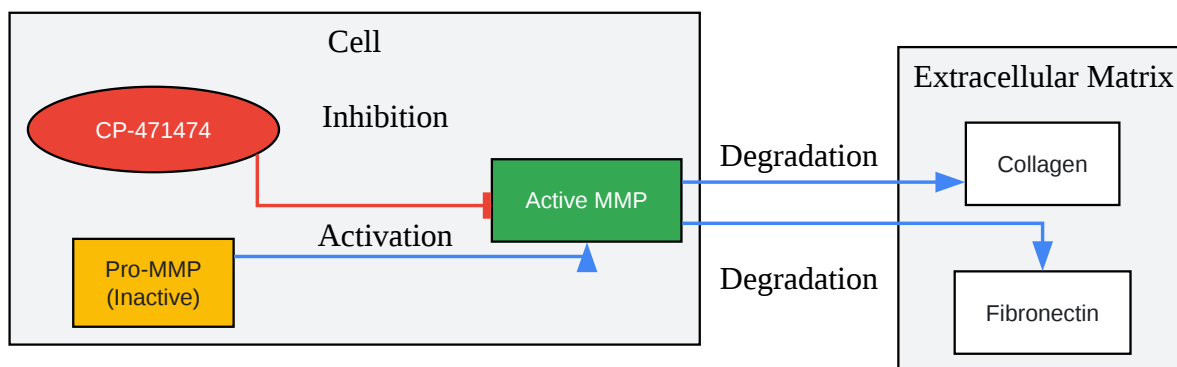 Cell
CP-471474
Inhibition
Active MMP
Activation
Pro-MMP
(Inactive)
Degradation
Degradation
Extracellular Matrix
Collagen
Fibronectin